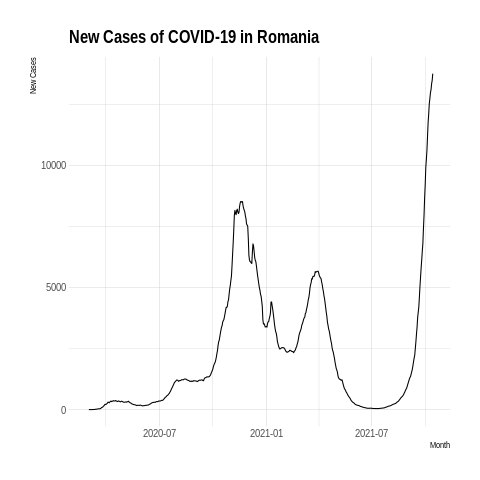 New Cases of COVID-19 in Romania
New Cases
10000
5000
0
2020-07
2021-01
2021-07
Month